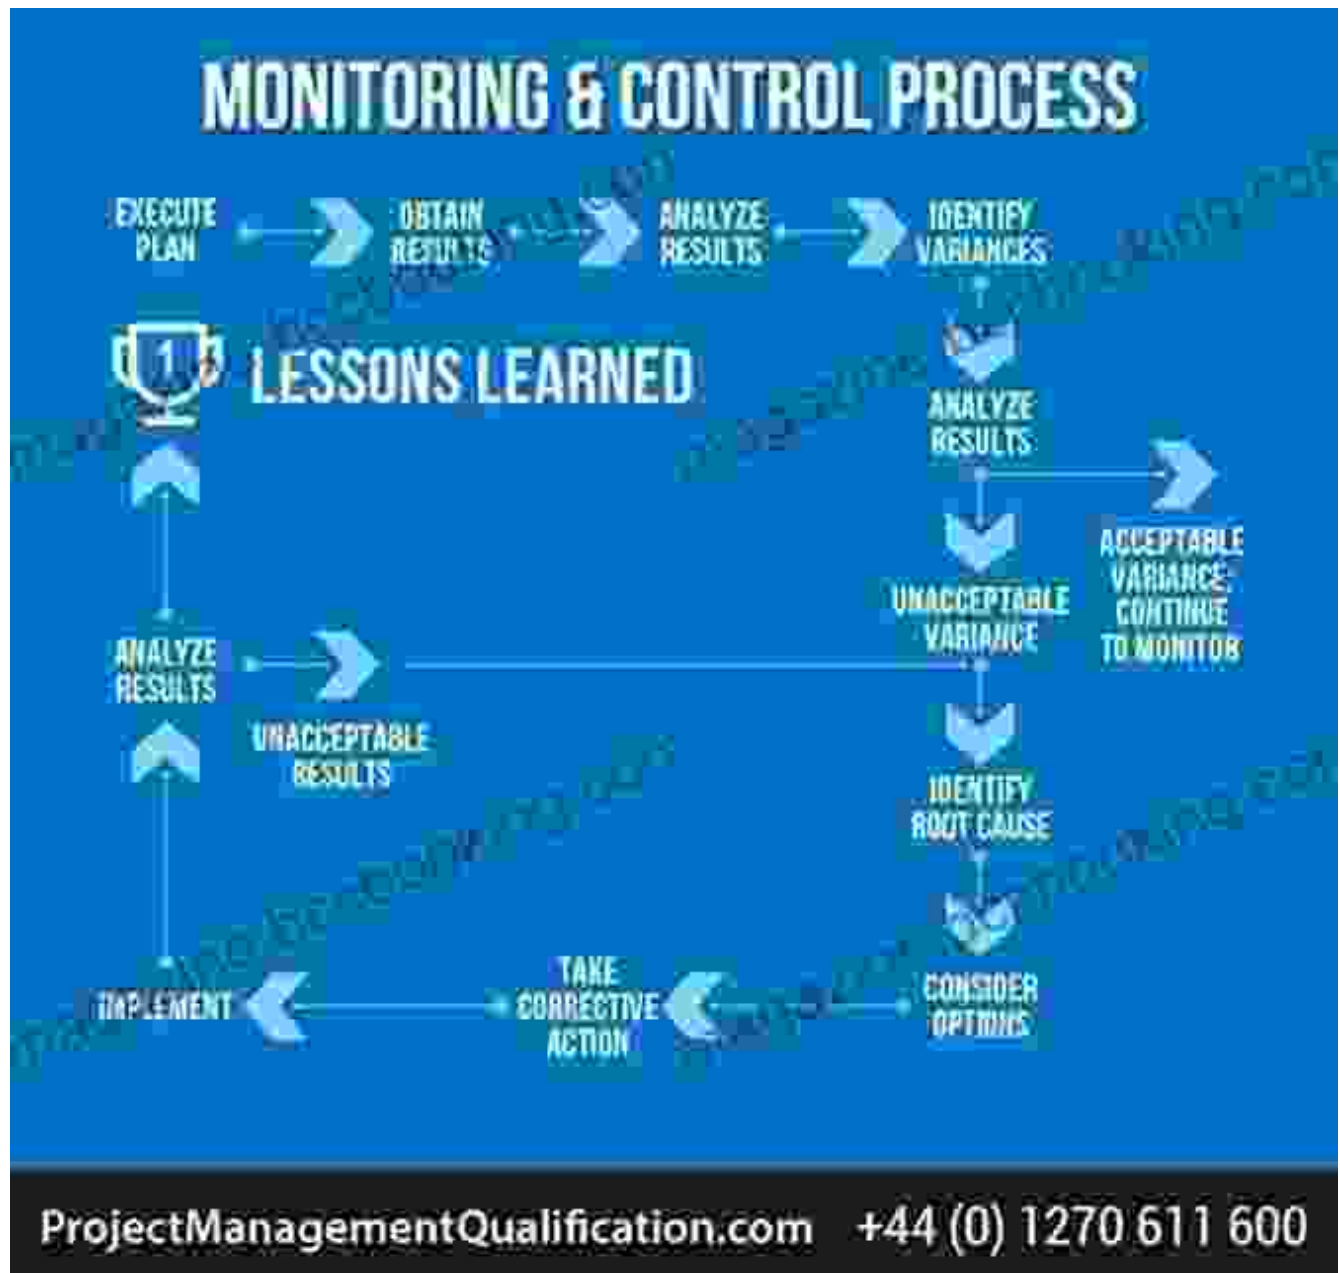 MONITORING & CONTROL PROCESS
EXECUTE
PLAN
OBTAIN
RESULTS
ANALYZE
RESULTS
IDENTIFY
VARIANCES
1
LESSONS LEARNED
ANALYZE
RESULTS
UNACCEPTABLE
VARIANCE
ACCEPTABLE
VARIANCE;
CONTINUE
TO MONITOR
ANALYZE
RESULTS
UNACCEPTABLE
RESULTS
IDENTIFY
ROOT CAUSE
CONSIDER
OPTIONS
TAKE
CORRECTIVE
ACTION
IMPLEMENT
ProjectManagementQualification.com +44 (0) 1270 611 600